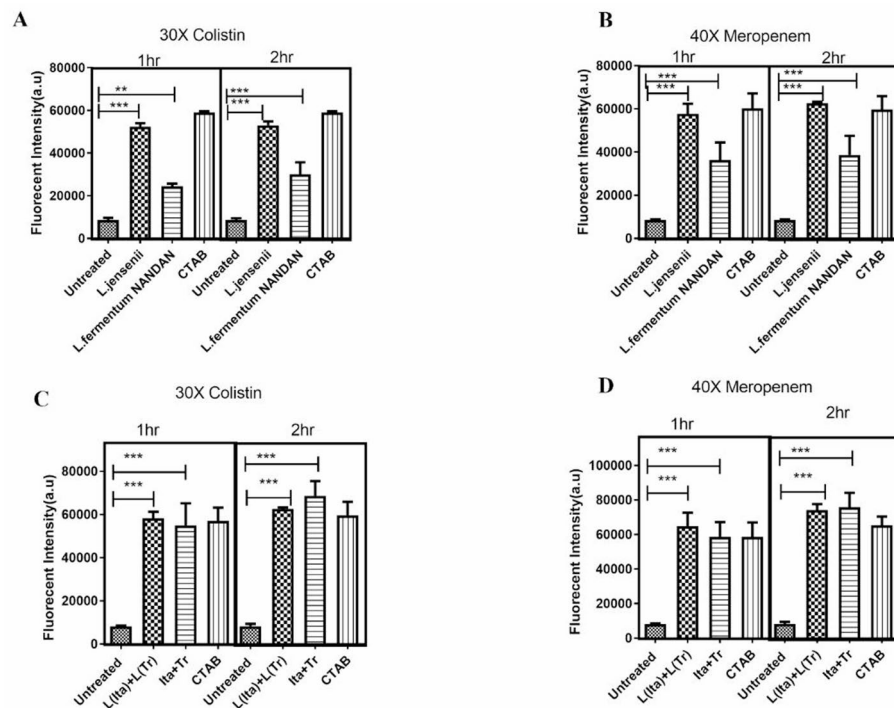 A
30X Colistin
1hr
2hr
Fluorecent Intensity(a.u)
80000
60000
40000
20000
0
**
***
***
***
Untreated
L.jensenii
L.fermentum NANDAN
CTAB
Untreated
L.jensenii
L.fermentum NANDAN
CTAB
B
40X Meropenem
1hr
2hr
Fluorecent Intensity(a.u)
80000
60000
40000
20000
0
***
***
***
***
Untreated
L.jensenii
L.fermentum NANDAN
CTAB
Untreated
L.jensenii
L.fermentum NANDAN
CTAB
C
30X Colistin
1hr
2hr
Fluorecent Intensity(a.u)
80000
60000
40000
20000
0
***
***
***
***
Untreated
L(Ita)+L(Tr)
Ita+Tr
CTAB
Untreated
L(Ita)+L(Tr)
Ita+Tr
CTAB
D
40X Meropenem
1hr
2hr
Fluorecent Intensity(a.u)
100000
80000
60000
40000
20000
0
***
***
***
***
Untreated
L(Ita)+L(Tr)
Ita+Tr
CTAB
Untreated
L(Ita)+L(Tr)
Ita+Tr
CTAB